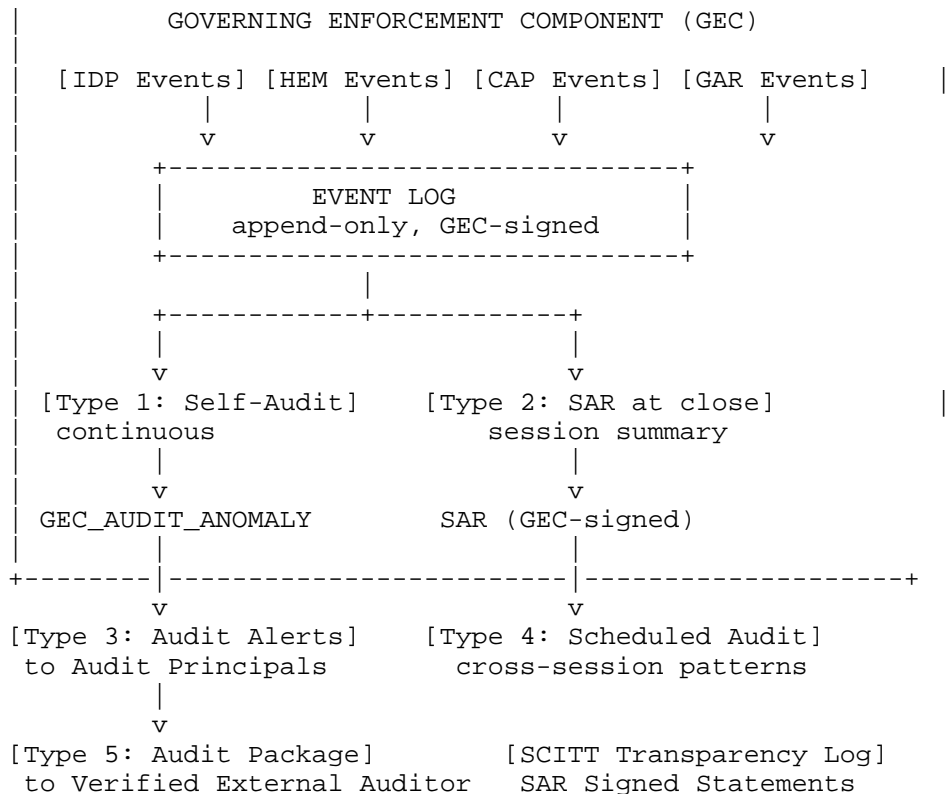 GOVERNING ENFORCEMENT COMPONENT (GEC)
[IDP Events] [HEM Events] [CAP Events] [GAR Events]
v v v v
EVENT LOG
append-only, GEC-signed
v v
[Type 1: Self-Audit] [Type 2: SAR at close]
continuous session summary
v v
GEC_AUDIT_ANOMALY SAR (GEC-signed)
v v
[Type 3: Audit Alerts] [Type 4: Scheduled Audit]
to Audit Principals cross-session patterns
v
[Type 5: Audit Package] [SCITT Transparency Log]
to Verified External Auditor SAR Signed Statements